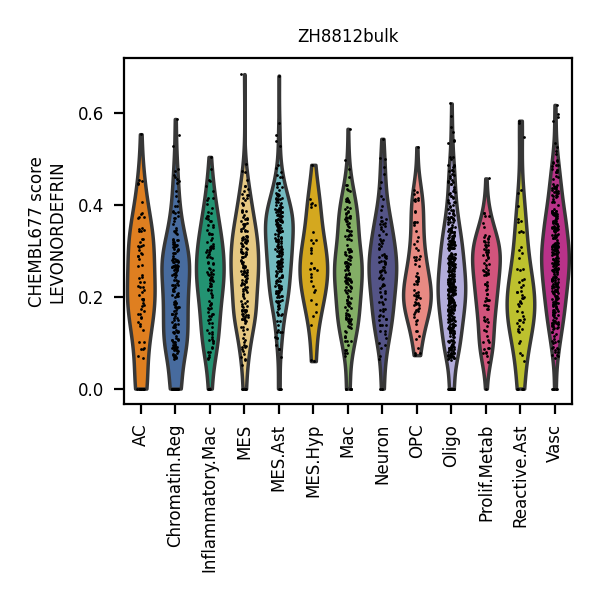 ZH8812bulk
CHEMBL677 score
LEVONORDEFRIN
0.6
0.4
0.2
0.0
AC
Chromatin.Reg
Inflammatory.Mac
MES
MES.Ast
MES.Hyp
Mac
Neuron
OPC
Oligo
Prolif.Metab
Reactive.Ast
Vasc